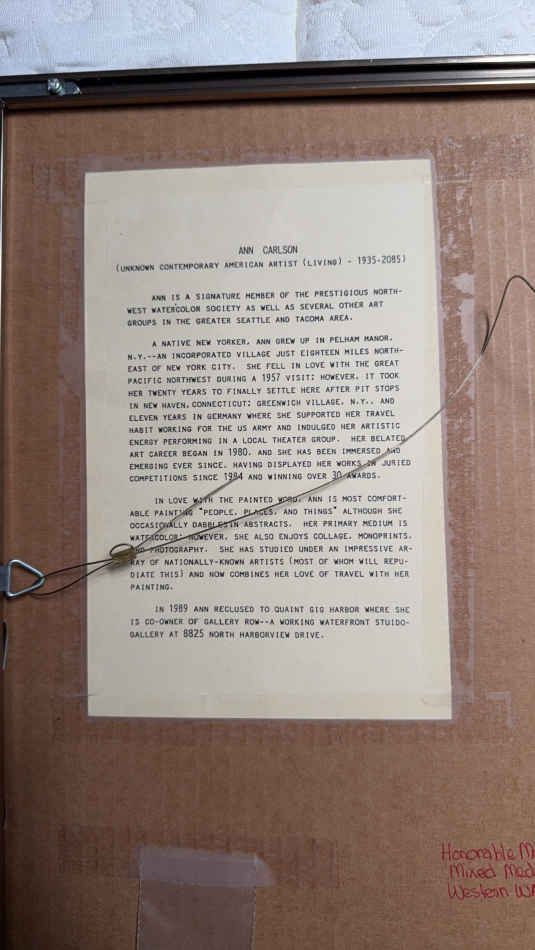 ANN CARLSON
(UNKNOWN CONTEMPORARY AMERICAN ARTIST (LIVING) - 1935-2085)
ANN IS A SIGNATURE MEMBER OF THE PRESTIGIOUS NORTH-
WEST WATERCOLOR SOCIETY AS WELL AS SEVERAL OTHER ART
GROUPS IN THE GREATER SEATTLE AND TACOMA AREA.
A NATIVE NEW YORKER, ANN GREW UP IN PELHAM MANOR,
N.Y.--AN INCORPORATED VILLAGE JUST EIGHTEEN MILES NORTH-
EAST OF NEW YORK CITY. SHE FELL IN LOVE WITH THE GREAT
PACIFIC NORTHWEST DURING A 1957 VISIT; HOWEVER, IT TOOK
HER TWENTY YEARS TO FINALLY SETTLE HERE AFTER PIT STOPS
IN NEW HAVEN, CONNECTICUT; GREENWICH VILLAGE, N.Y., AND
ELEVEN YEARS IN GERMANY WHERE SHE SUPPORTED HER TRAVEL
HABIT WORKING FOR THE US ARMY AND INDULGED HER ARTISTIC
ENERGY PERFORMING IN A LOCAL THEATER GROUP. HER BELATED
ART CAREER BEGAN IN 1980, AND SHE HAS BEEN IMMERSED AND
EMERGING EVER SINCE, HAVING DISPLAYED HER WORKS IN JURIED
COMPETITIONS SINCE 1984 AND WINNING OVER 30 AWARDS.
IN LOVE WITH THE PAINTED WORD, ANN IS MOST COMFORT-
ABLE PAINTING "PEOPLE, PLACES, AND THINGS" ALTHOUGH SHE
OCCASIONALLY DABBLES IN ABSTRACTS. HER PRIMARY MEDIUM IS
WATERCOLOR; HOWEVER, SHE ALSO ENJOYS COLLAGE, MONOPRINTS,
AND PHOTOGRAPHY. SHE HAS STUDIED UNDER AN IMPRESSIVE AR-
RAY OF NATIONALLY-KNOWN ARTISTS (MOST OF WHOM WILL REPU-
DIATE THIS) AND NOW COMBINES HER LOVE OF TRAVEL WITH HER
PAINTING.
IN 1989 ANN RECLUSED TO QUAINT GIG HARBOR WHERE SHE
IS CO-OWNER OF GALLERY ROW--A WORKING WATERFRONT STUIDO-
GALLERY AT 8825 NORTH HARBORVIEW DRIVE.
Honorable
Mixed
Western